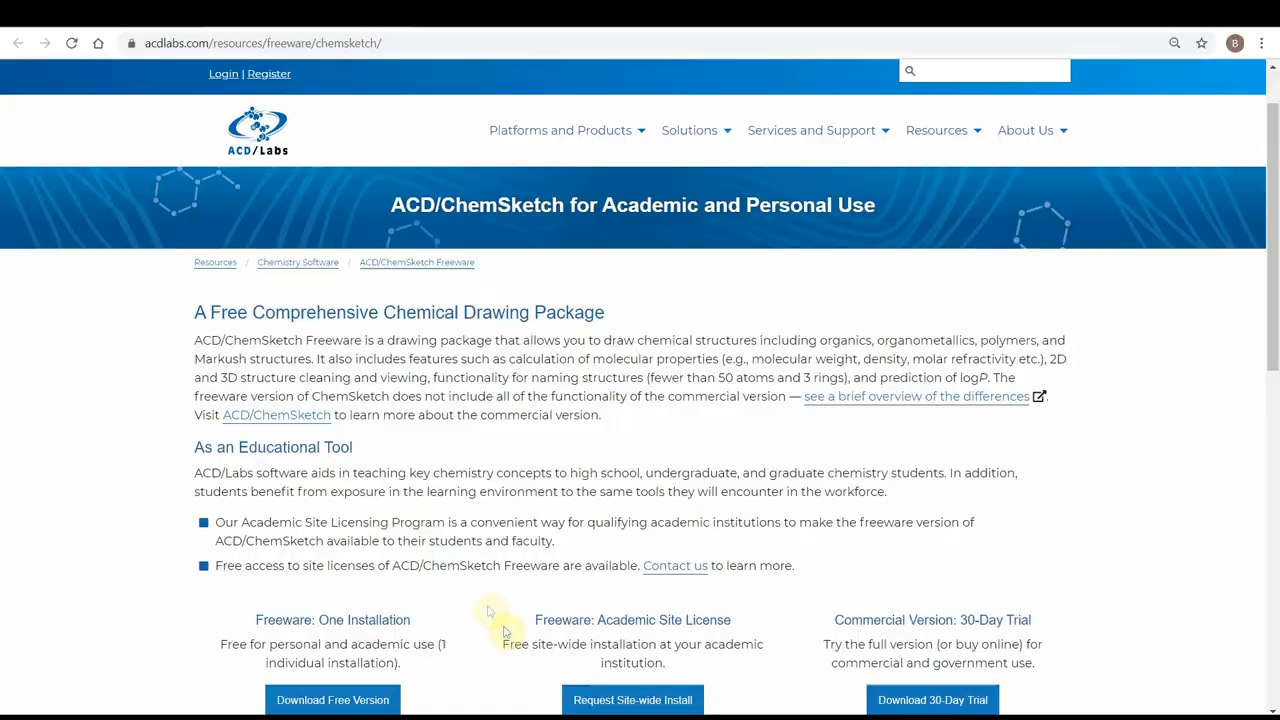 acdlabs.com/resources/freeware/chemsketch/
B
Login | Register
ACD/Labs
Platforms and Products
Solutions
Services and Support
Resources
About Us
ACD/ChemSketch for Academic and Personal Use
Resources / Chemistry Software / ACD/ChemSketch Freeware
A Free Comprehensive Chemical Drawing Package
ACD/ChemSketch Freeware is a drawing package that allows you to draw chemical structures including organics, organometallics, polymers, and
Markush structures. It also includes features such as calculation of molecular properties (e.g., molecular weight, density, molar refractivity etc.), 2D
and 3D structure cleaning and viewing, functionality for naming structures (fewer than 50 atoms and 3 rings), and prediction of logP. The
freeware version of ChemSketch does not include all of the functionality of the commercial version — see a brief overview of the differences.
Visit ACD/ChemSketch to learn more about the commercial version.
As an Educational Tool
ACD/Labs software aids in teaching key chemistry concepts to high school, undergraduate, and graduate chemistry students. In addition,
students benefit from exposure in the learning environment to the same tools they will encounter in the workforce.
Our Academic Site Licensing Program is a convenient way for qualifying academic institutions to make the freeware version of
ACD/ChemSketch available to their students and faculty.
Free access to site licenses of ACD/ChemSketch Freeware are available. Contact us to learn more.
Freeware: One Installation
Free for personal and academic use (1
individual installation).
Download Free Version
Freeware: Academic Site License
Free site-wide installation at your academic
institution.
Request Site-wide Install
Commercial Version: 30-Day Trial
Try the full version (or buy online) for
commercial and government use.
Download 30-Day Trial